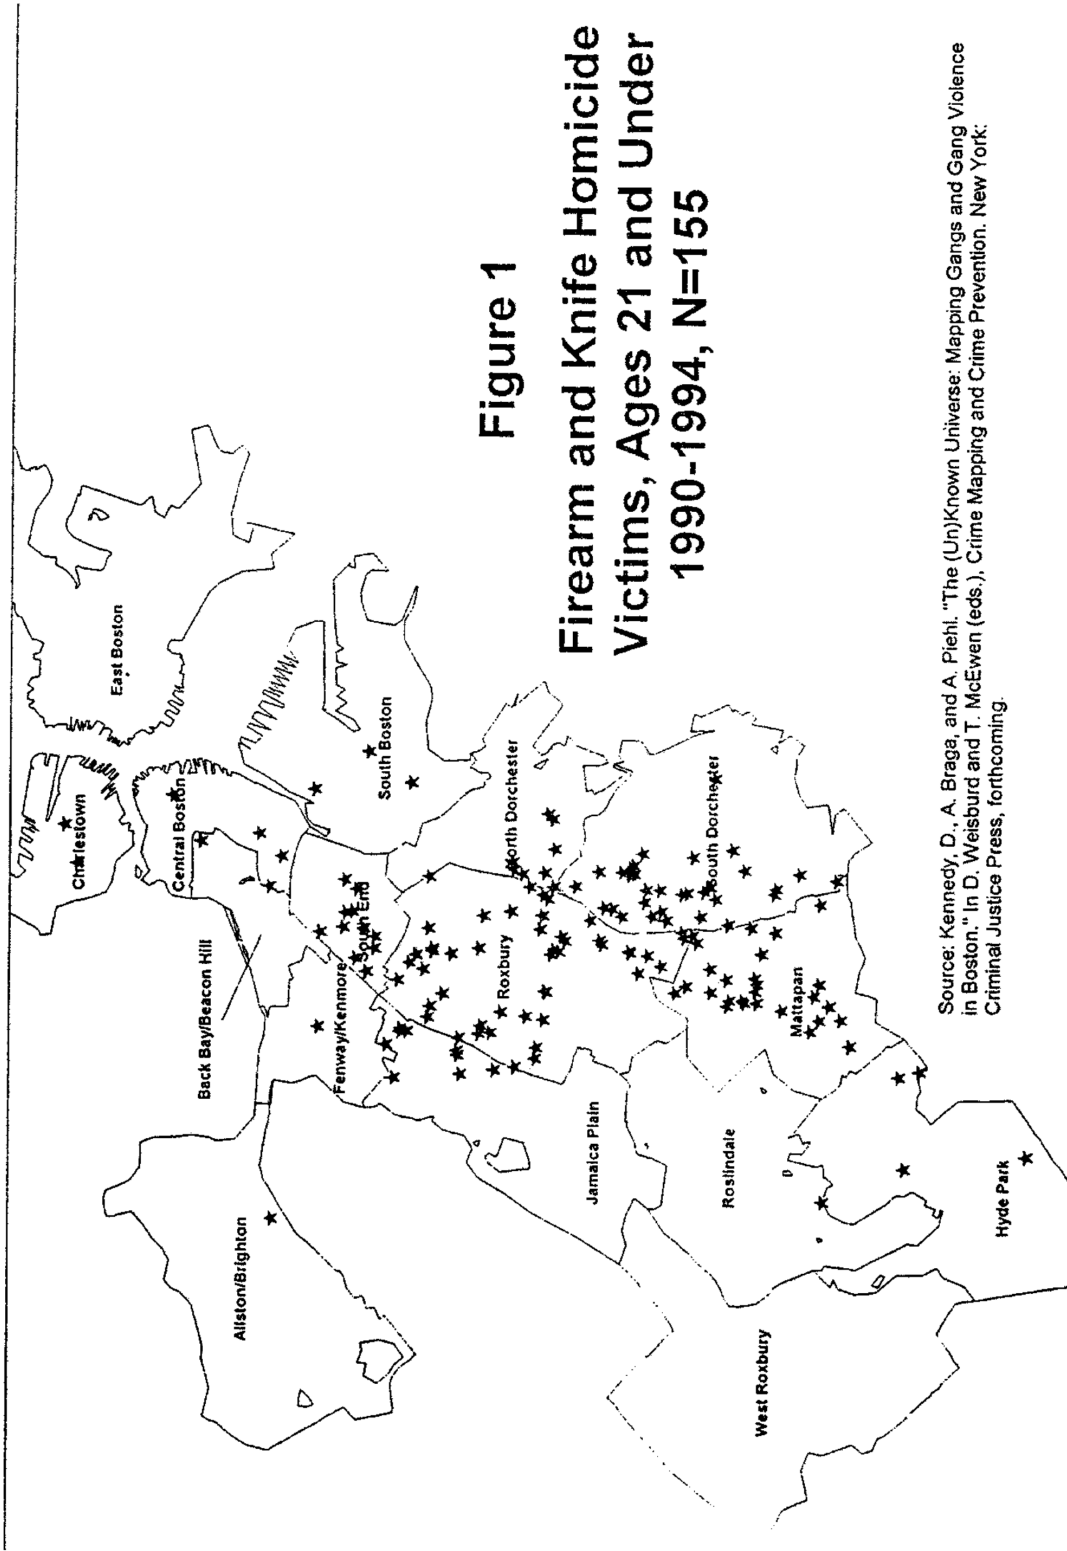 Figure 1
Firearm and Knife Homicide
Victims, Ages 21 and Under
1990-1994, N=155
East Boston
Charlestown
Central Boston
South Boston
Back Bay/Beacon Hill
South End
Fenway/Kenmore
Allston/Brighton
North Dorchester
Roxbury
Jamaica Plain
South Dorchester
Mattapan
Roslindale
West Roxbury
Hyde Park
Source: Kennedy, D., A. Braga, and A. Piehl. "The (Un)Known Universe: Mapping Gangs and Gang Violence
in Boston." In D. Weisburd and T. McEwen (eds.), Crime Mapping and Crime Prevention. New York:
Criminal Justice Press, forthcoming.